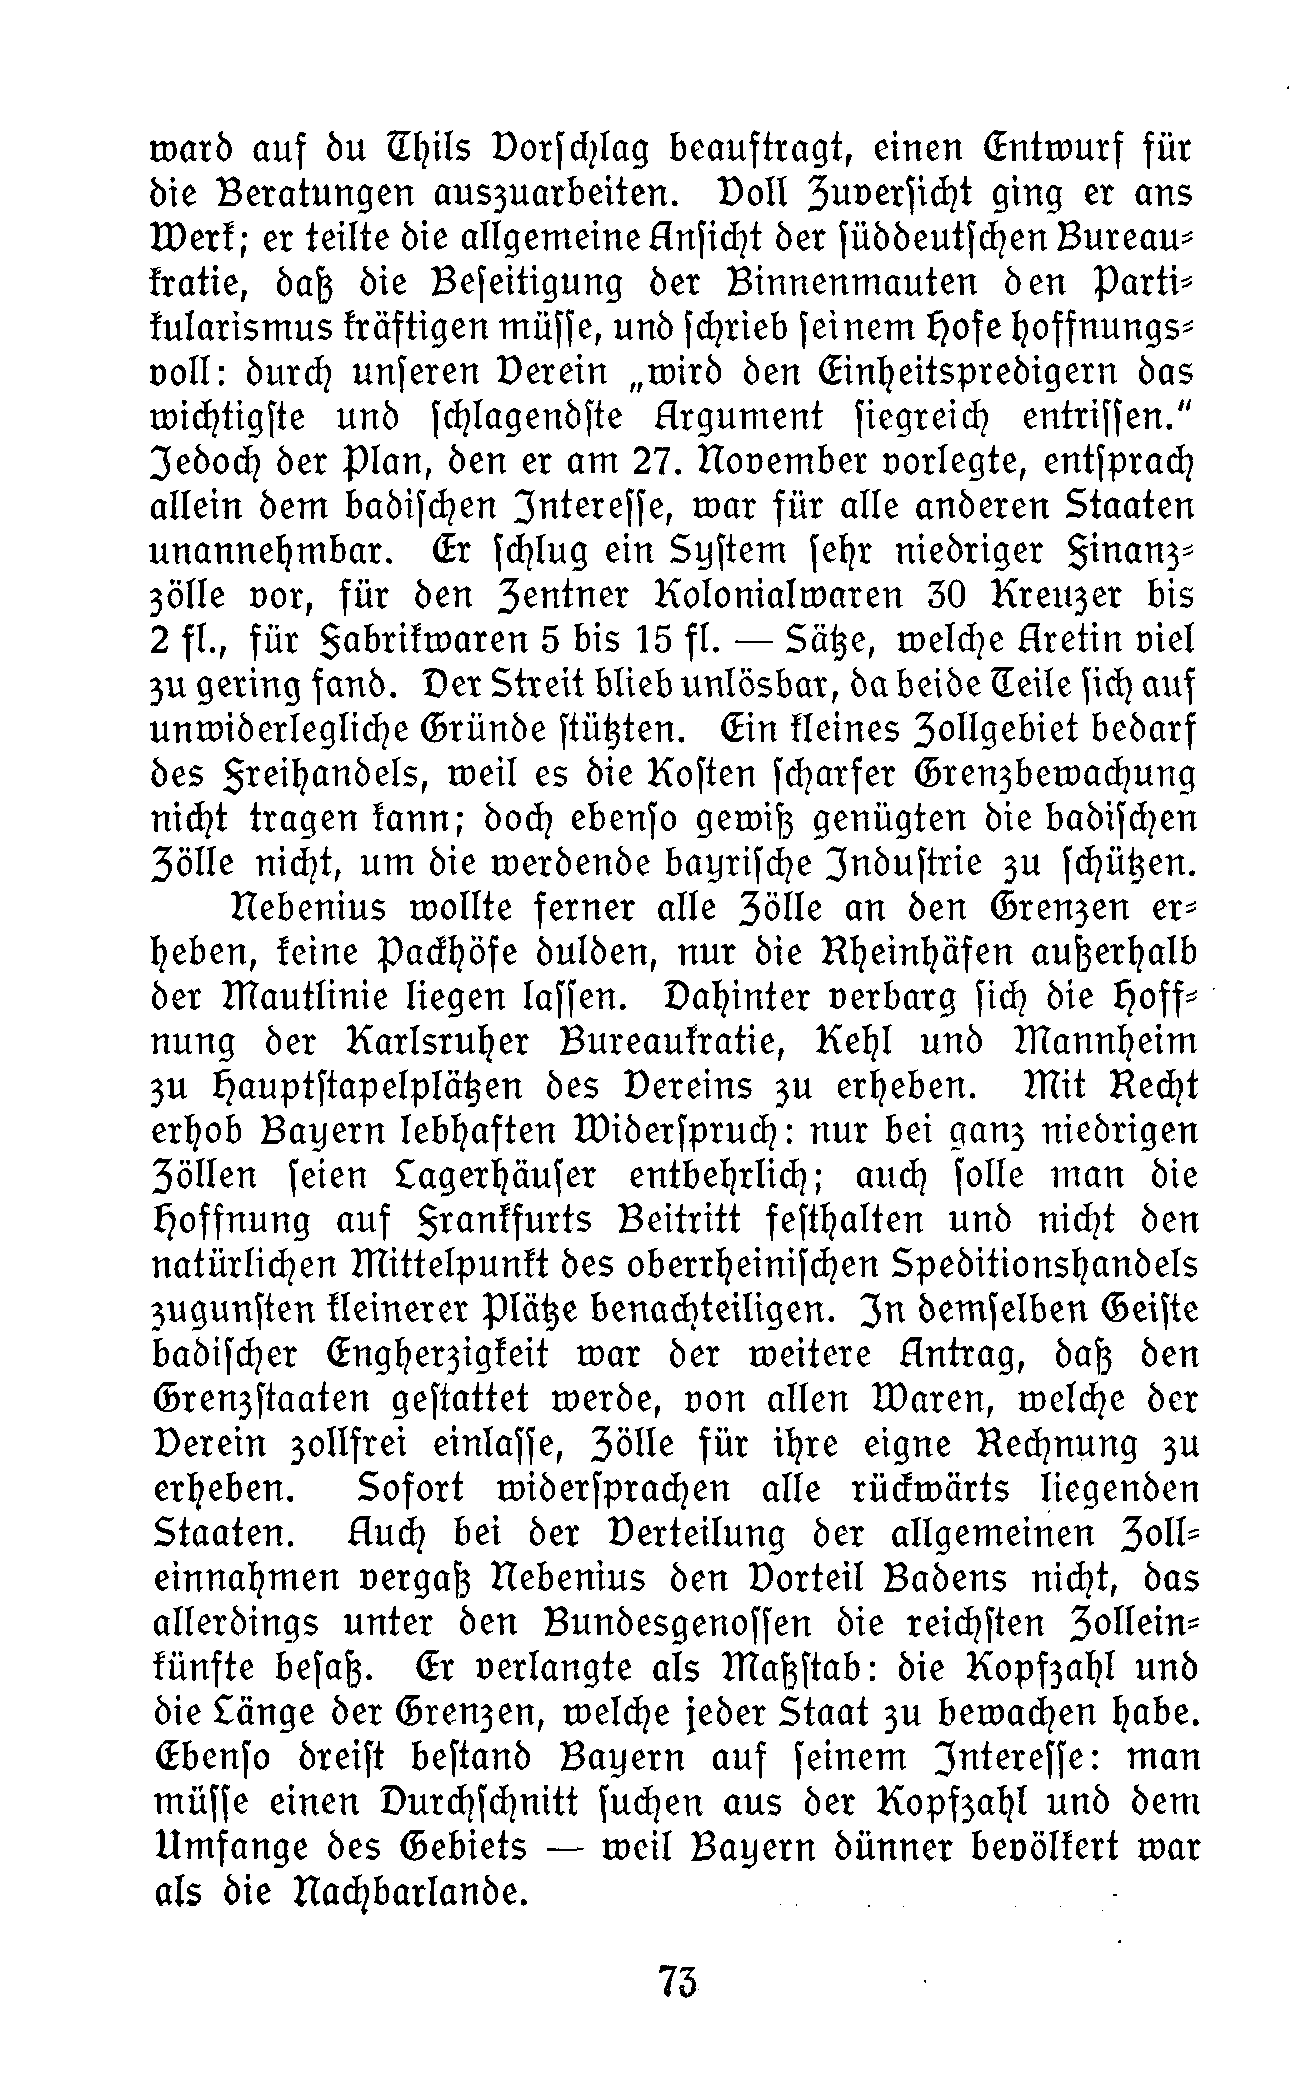 ward auf du Thils Vorſchlag beauftragt, einen Entwurf für
die Beratungen auszuarbeiten. Voll Zuverſicht ging er ans
Werk; er teilte die allgemeine Anſicht der ſüddeutſchen Bureau⸗
kratie, daß die Beſeitigung der Binnenmauten den Parti⸗
kularismus kräftigen müſſe, und ſchrieb ſeinem Hofe hoffnungs⸗
voll: durch unſeren Verein „wird den Einheitspredigern das
wichtigſte und ſchlagendſte Argument ſiegreich entriſſen.“
Jedoch der Plan, den er am 27. November vorlegte, entſprach
allein dem badiſchen Intereſſe, war für alle anderen Staaten
unannehmbar. Er ſchlug ein Syſtem ſehr niedriger Finanz⸗
zölle vor, für den Zentner Kolonialwaren 30 Kreuzer bis
2 fl., für Fabrikwaren 5 bis 15 fl. — Sätze, welche Aretin viel
zu gering fand. Der Streit blieb unlösbar, da beide Teile ſich auf
unwiderlegliche Gründe ſtützten. Ein kleines Zollgebiet bedarf
des Freihandels, weil es die Koſten ſcharfer Grenzbewachung
nicht tragen kann; doch ebenſo gewiß genügten die badiſchen
Zölle nicht, um die werdende bayriſche Induſtrie zu ſchützen.
Nebenius wollte ferner alle Zölle an den Grenzen er⸗
heben, keine Packhöfe dulden, nur die Rheinhäfen außerhalb
der Mautlinie liegen laſſen. Dahinter verbarg ſich die Hoff⸗
nung der Karlsruher Bureaukratie, Kehl und Mannheim
zu Hauptſtapelplätzen des Vereins zu erheben. Mit Recht
erhob Bayern lebhaften Widerſpruch: nur bei ganz niedrigen
Zöllen ſeien Lagerhäuſer entbehrlich; auch ſolle man die
Hoffnung auf Frankfurts Beitritt feſthalten und nicht den
natürlichen Mittelpunkt des oberrheiniſchen Speditionshandels
zugunſten kleinerer Plätze benachteiligen. In demſelben Geiſte
badiſcher Engherzigkeit war der weitere Antrag, daß den
Grenzſtaaten geſtattet werde, von allen Waren, welche der
Verein zollfrei einlaſſe, Zölle für ihre eigne Rechnung zu
erheben. Sofort widerſprachen alle rückwärts liegenden
Staaten. Auch bei der Verteilung der allgemeinen Zoll⸗
einnahmen vergaß Nebenius den Vorteil Badens nicht, das
allerdings unter den Bundesgenoſſen die reichſten Zollein⸗
künfte beſaß. Er verlangte als Maßſtab: die Kopfzahl und
die Länge der Grenzen, welche jeder Staat zu bewachen habe.
Ebenſo dreiſt beſtand Bayern auf ſeinem Intereſſe: man
müſſe einen Durchſchnitt ſuchen aus der Kopfzahl und dem
Umfange des Gebiets — weil Bayern dünner bevölkert war
als die Nachbarlande.
73